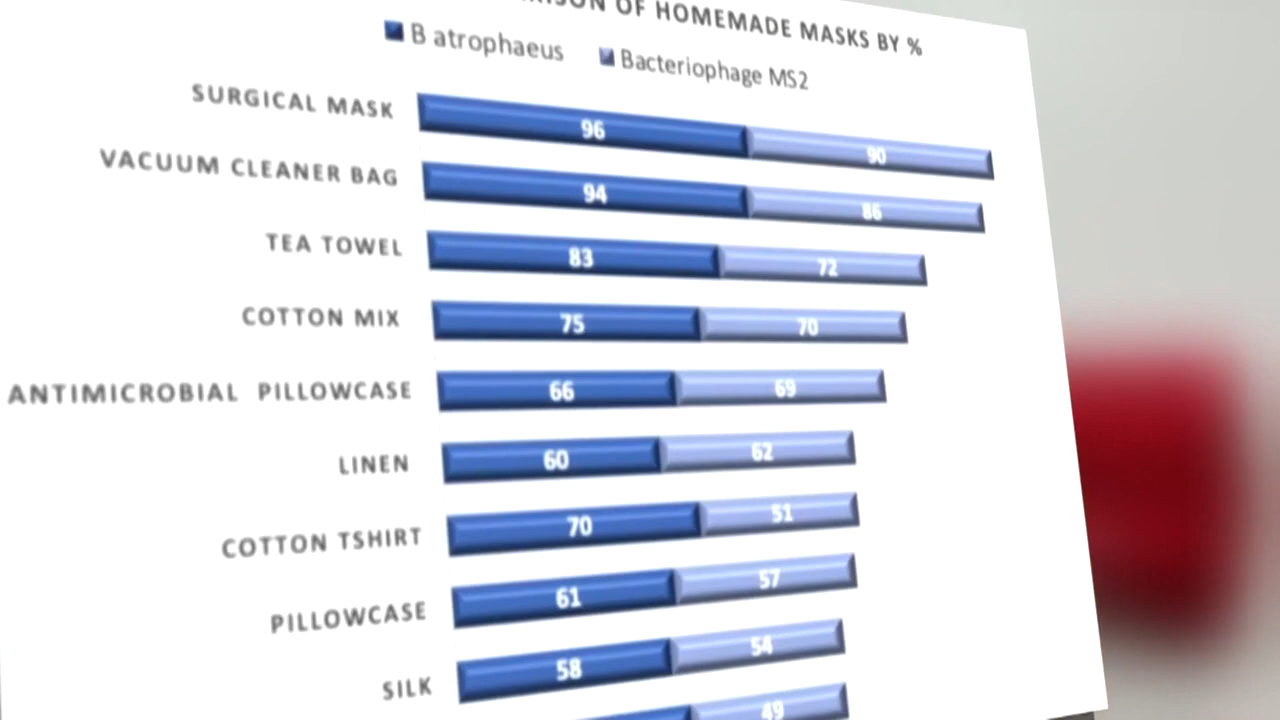 OF HOMEMADE MASKS BY %
B atrophaeus Bacteriophage MS2
SURGICAL MASK 96 90
VACUUM CLEANER BAG 94 86
TEA TOWEL 83 72
COTTON MIX 75 70
ANTIMICROBIAL PILLOWCASE 66 69
LINEN 60 62
COTTON TSHIRT 70 51
PILLOWCASE 61 57
SILK 58 54
49